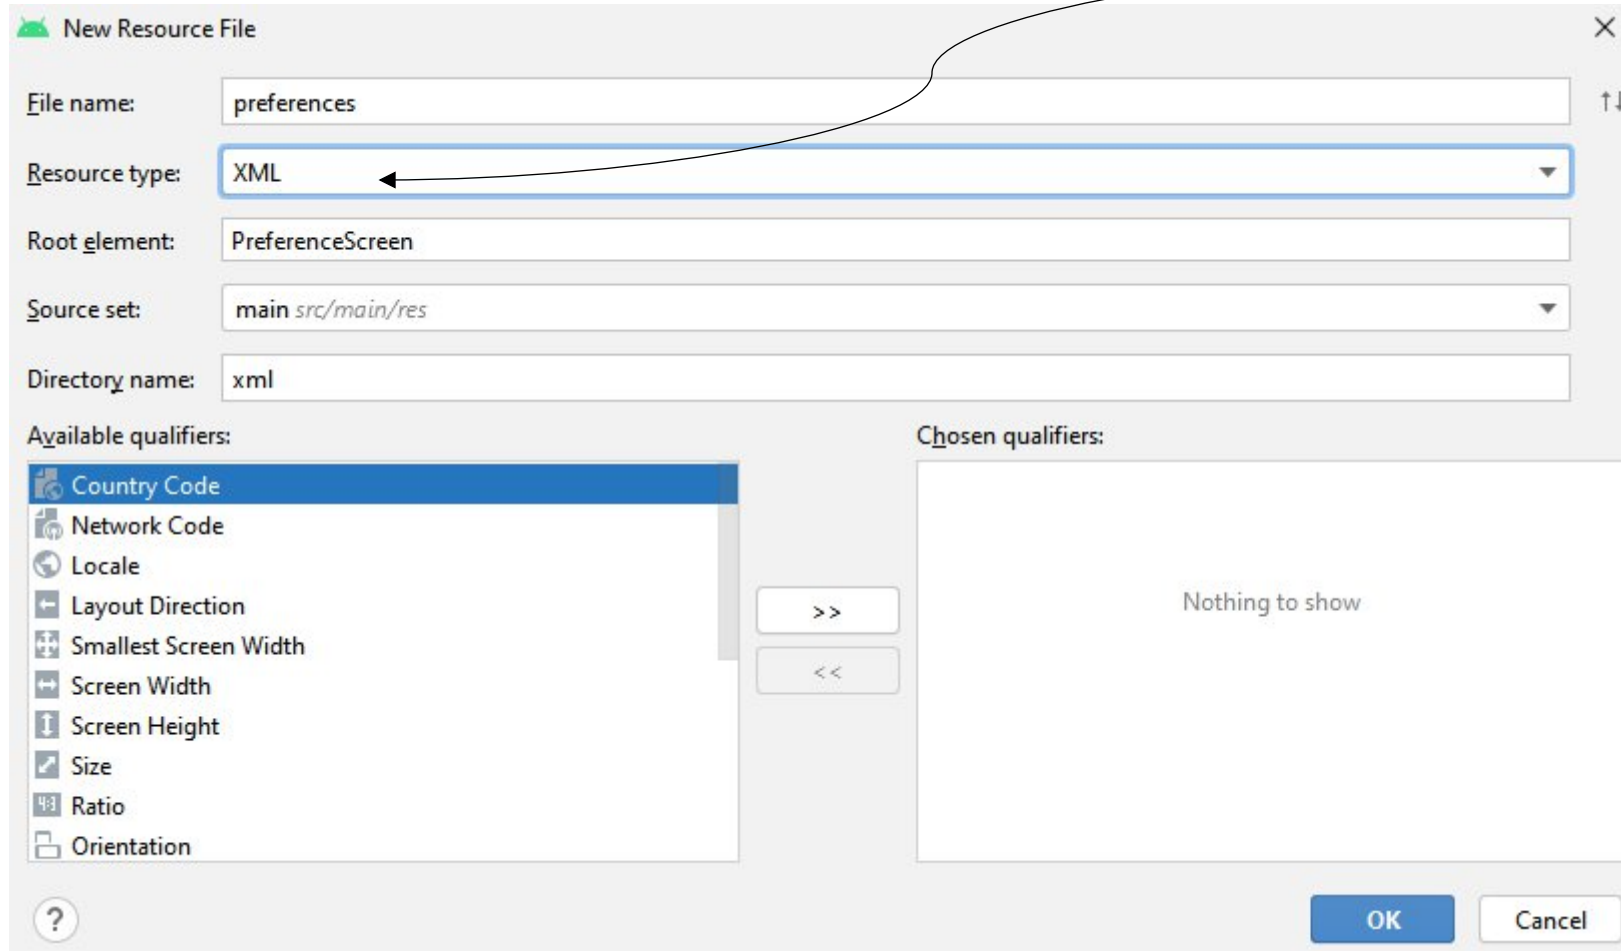 New Resource File
File name: preferences
Resource type: XML
Root element: PreferenceScreen
Source set: main src/main/res
Directory name: xml
Available qualifiers:
Country Code
Network Code
Locale
Layout Direction
Smallest Screen Width
Screen Width
Screen Height
Size
4:3 Ratio
Orientation
>>
<<
Chosen qualifiers:
Nothing to show
?
OK
Cancel